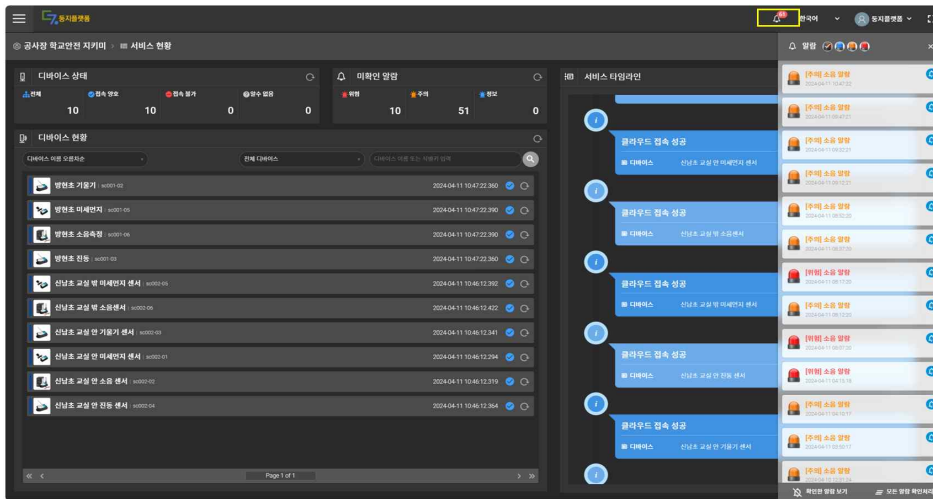 둥지플랫폼
61
한국어
둥지플랫폼
공사장 학교안전 지키미 > 서비스 현황
알람
디바이스 상태
전체
접속 양호
접속 불가
알수 없음
10
10
0
0
미확인 알람
위험
주의
정보
10
51
0
디바이스 현황
디바이스 이름 오름차순
전체 디바이스
디바이스 이름 또는 식별자 입력
방현초 기울기 : sc001-02
2024-04-11 10:47:22.360
방현초 미세먼지 : sc001-05
2024-04-11 10:47:22.390
방현초 소음측정 : sc001-06
2024-04-11 10:47:22.390
방현초 진동 : sc001-03
2024-04-11 10:47:22.360
신남초 교실 밖 미세먼지 센서 : sc002-05
2024-04-11 10:46:12.392
신남초 교실 밖 소음센서 : sc002-06
2024-04-11 10:46:12.422
신남초 교실 안 기울기 센서 : sc002-03
2024-04-11 10:46:12.341
신남초 교실 안 미세먼지 센서 : sc002-01
2024-04-11 10:46:12.294
신남초 교실 안 소음 센서 : sc002-02
2024-04-11 10:46:12.319
신남초 교실 안 진동 센서 : sc002-04
2024-04-11 10:46:12.364
Page 1 of 1
서비스 타임라인
클라우드 접속 성공
디바이스 신남초 교실 안 미세먼지 센서
클라우드 접속 성공
디바이스 신남초 교실 밖 소음센서
클라우드 접속 성공
디바이스 신남초 교실 밖 미세먼지 센서
클라우드 접속 성공
디바이스 신남초 교실 안 진동 센서
클라우드 접속 성공
디바이스 신남초 교실 안 기울기 센서
[주의] 소음 알람
[주의] 소음 알람
[주의] 소음 알람
[주의] 소음 알람
[주의] 소음 알람
[주의] 소음 알람
[위험] 소음 알람
[주의] 소음 알람
[위험] 소음 알람
[위험] 소음 알람
[주의] 소음 알람
[주의] 소음 알람
[주의] 소음 알람
확인한 알람 보기
모든 알람 확인처리